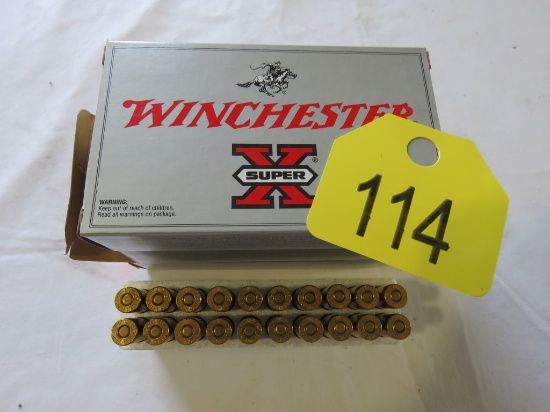 WINCHESTER
SUPER X ®
WARNING:
Keep out of reach of children.
Read all warnings on package.
114